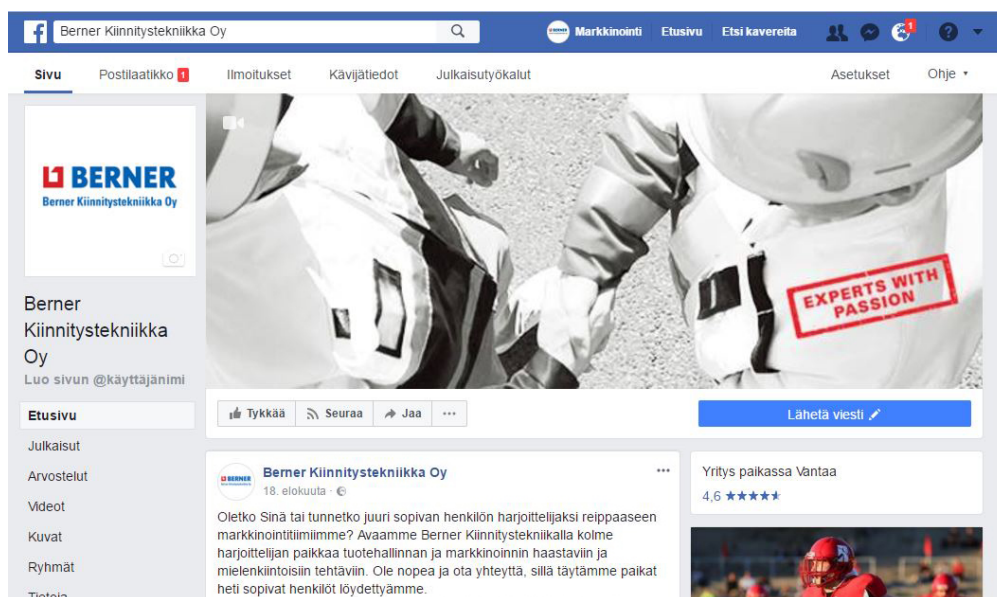 Berner Kiinnitystekniikka Oy
BERNER Markkinointi Etusivu Etsi kavereita 1
Sivu Postilaatikko 1 Ilmoitukset Kävijätiedot Julkaisutyökalut Asetukset Ohje
BERNER
Berner Kiinnitystekniikka Oy
EXPERTS WITH
PASSION
Berner
Kiinnitystekniikka
Oy
Luo sivun @käyttäjänimi
Etusivu
Julkaisut
Arvostelut
Videot
Kuvat
Ryhmät
Tietoja
Tykkää Seuraa Jaa ...
Lähetä viesti
BERNER
Berner Kiinnitystekniikka Oy
18. elokuuta ·
Oletko Sinä tai tunnetko juuri sopivan henkilön harjoittelijaksi reippaaseen
markkinointitiimiimme? Avaamme Berner Kiinnitystekniikalla kolme
harjoittelijan paikkaa tuotehallinnan ja markkinoinnin haastaviin ja
mielenkiintoisiin tehtäviin. Ole nopea ja ota yhteyttä, sillä täytämme paikat
heti sopivat henkilöt löydettyämme.
Yritys paikassa Vantaa
4,6 ★★★★★